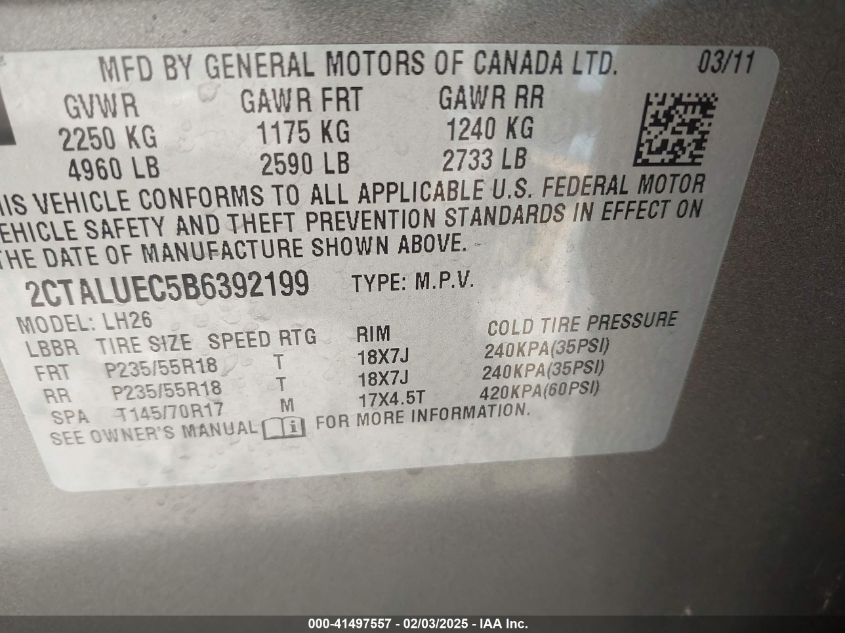 MFD BY GENERAL MOTORS OF CANADA LTD. 03/11
GVWR GAWR FRT GAWR RR
2250 KG 1175 KG 1240 KG
4960 LB 2590 LB 2733 LB
HIS VEHICLE CONFORMS TO ALL APPLICABLE U.S. FEDERAL MOTOR
EHICLE SAFETY AND THEFT PREVENTION STANDARDS IN EFFECT ON
THE DATE OF MANUFACTURE SHOWN ABOVE.
2CTALUEC5B6392199 TYPE: M.P.V.
MODEL: LH26
LBBR TIRE SIZE SPEED RTG RIM COLD TIRE PRESSURE
FRT P235/55R18 T 18X7J 240KPA(35PSI)
RR P235/55R18 T 18X7J 240KPA(35PSI)
SPA T145/70R17 M 17X4.5T 420KPA(60PSI)
SEE OWNER'S MANUAL FOR MORE INFORMATION.
000-41497557 - 02/03/2025 - IAA Inc.